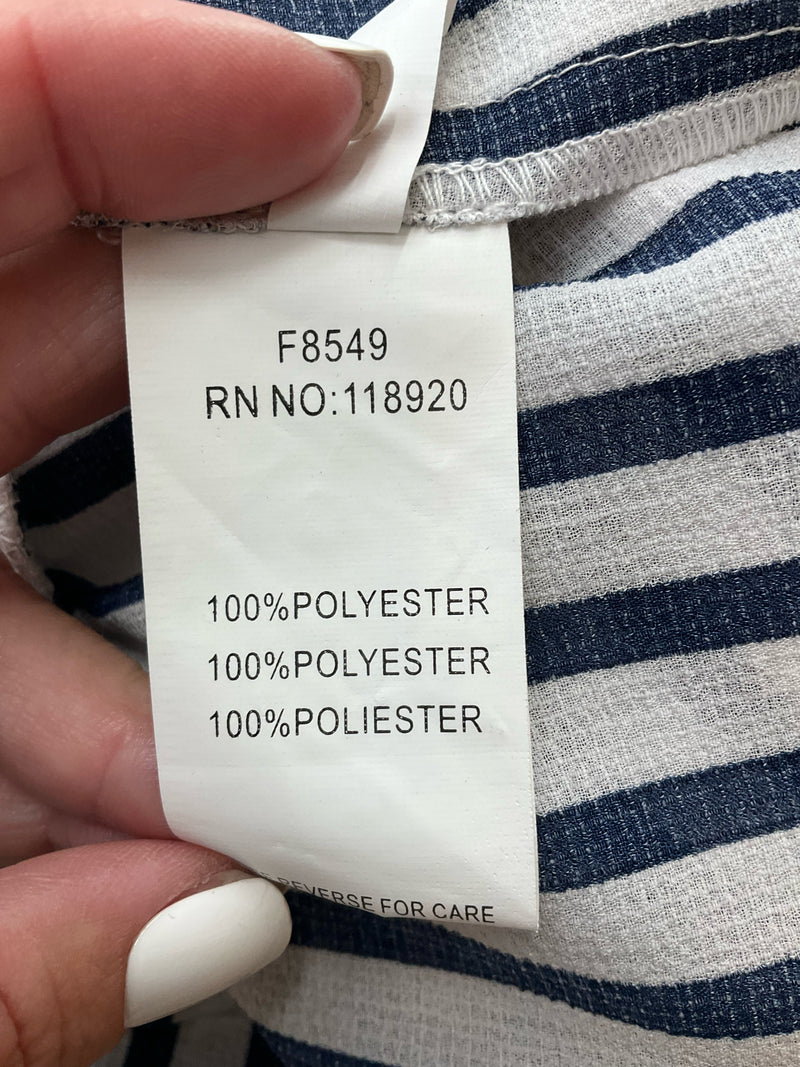 F8549
RN NO:118920
100%POLYESTER
100%POLYESTER
100%POLIESTER
REVERSE FOR CARE